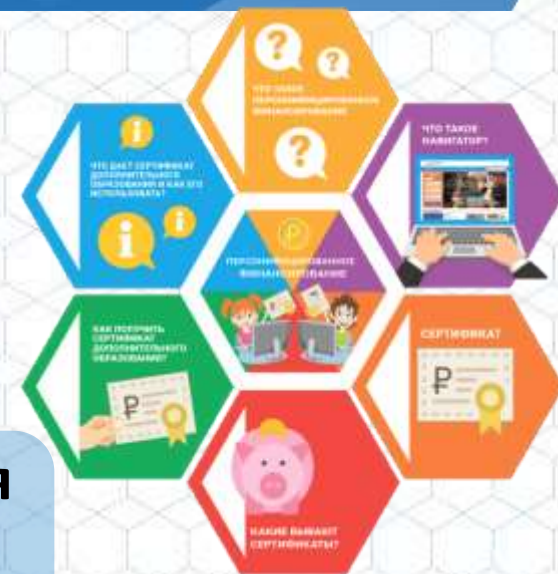 ЧТО ТАКОЕ
ПЕРСОНИФИЦИРОВАННОЕ
ФИНАНСИРОВАНИЕ
ЧТО ДАЕТ СЕРТИФИКАТ
ДОПОЛНИТЕЛЬНОГО
ОБРАЗОВАНИЯ И КАК ЕГО
ИСПОЛЬЗОВАТЬ?
ЧТО ТАКОЕ
НАВИГАТОР?
ПЕРСОНИФИЦИРОВАННОЕ
ФИНАНСИРОВАНИЕ
КАК ПОЛУЧИТЬ
СЕРТИФИКАТ
ДОПОЛНИТЕЛЬНОГО
ОБРАЗОВАНИЯ?
СЕРТИФИКАТ
КАКИЕ БЫВАЮТ
СЕРТИФИКАТЫ?
я